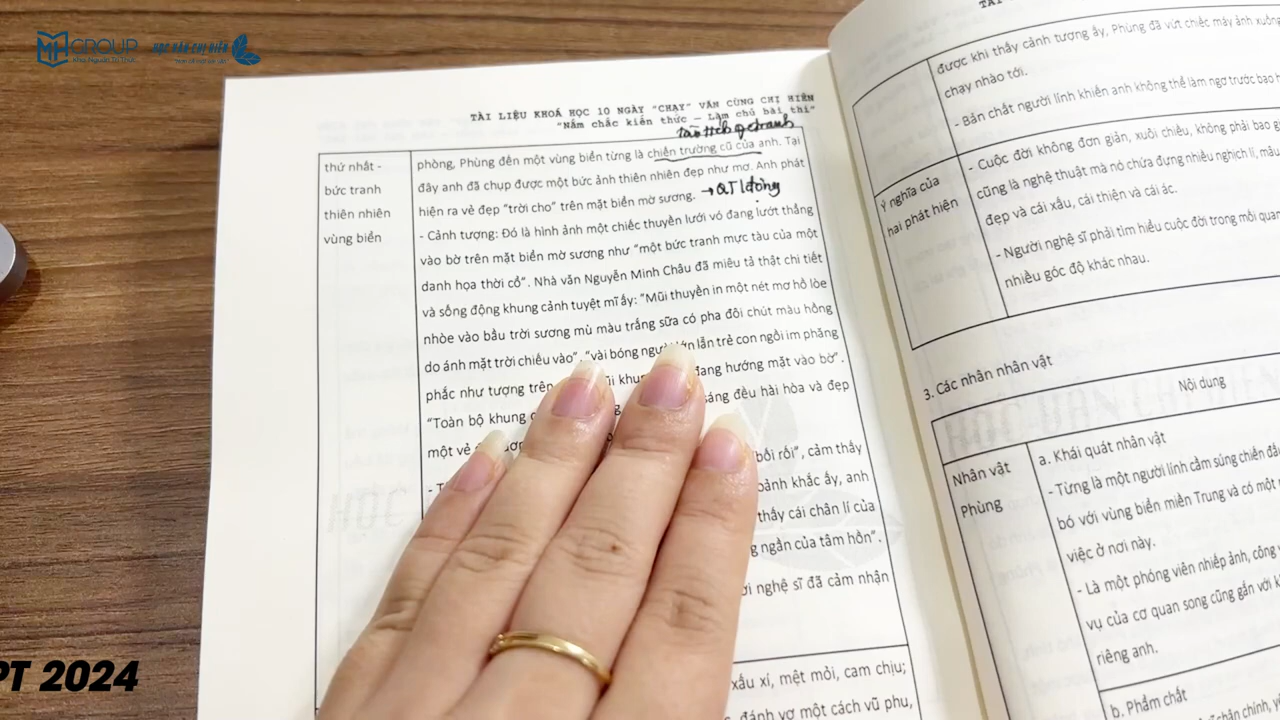 MH GROUP
HỌC VĂN CHỊ HIÊN
TÀI LIỆU KHOÁ HỌC 10 NGÀY "CHẠY" VĂN CÙNG CHỊ HIÊN
"Nắm chắc kiến thức – Làm chủ bài thi"
thứ nhất -
bức tranh
thiên nhiên
vùng biển
phòng, Phùng đến một vùng biển từng là chiến trường cũ của anh. Tại
đây anh đã chụp được một bức ảnh thiên nhiên đẹp như mơ. Anh phát
hiện ra vẻ đẹp "trời cho" trên mặt biển mờ sương.
- Cảnh tượng: Đó là hình ảnh một chiếc thuyền lưới vó đang lướt thẳng
vào bờ trên mặt biển mờ sương như "một bức tranh mực tàu của một
danh họa thời cổ". Nhà văn Nguyễn Minh Châu đã miêu tả thật chi tiết
và sống động khung cảnh tuyệt mĩ ấy: "Mũi thuyền in một nét mơ hồ lòe
nhòe vào bầu trời sương mù màu trắng sữa có pha đôi chút màu hồng
do ánh mặt trời chiếu vào", "vài bóng người lớn lẫn trẻ con ngồi im phăng
phắc như tượng trên đang hướng mặt vào bờ".
"Toàn bộ khung sáng đều hài hòa và đẹp
một vẻ
bối rối", cảm thấy
khắc ấy, anh
thấy cái chân lí của
ngần của tâm hồn".
nghệ sĩ đã cảm nhận
xấu xí, mệt mỏi, cam chịu;
đánh vợ một cách vũ phu,
được khi thấy cảnh tượng ấy, Phùng đã vứt chiếc máy ảnh xuống
chạy nhào tới.
- Bản chất người lính khiến anh không thể làm ngơ trước bao
Ý nghĩa của
hai phát hiện
- Cuộc đời không đơn giản, xuôi chiều, không phải bao
cũng là nghệ thuật mà nó chứa đựng nhiều nghịch lí,
đẹp và cái xấu, cái thiện và cái ác.
- Người nghệ sĩ phải tìm hiểu cuộc đời trong mối
nhiều góc độ khác nhau.
3. Các nhân nhân vật
Nội dung
Nhân vật
Phùng
a. Khái quát nhân vật
- Từng là một người lính cầm súng chiến
bó với vùng biển miền Trung và có một
việc ở nơi này.
- Là một phóng viên nhiếp ảnh, công
vụ của cơ quan song cũng gắn với
riêng anh.
b. Phẩm chất
PT 2024